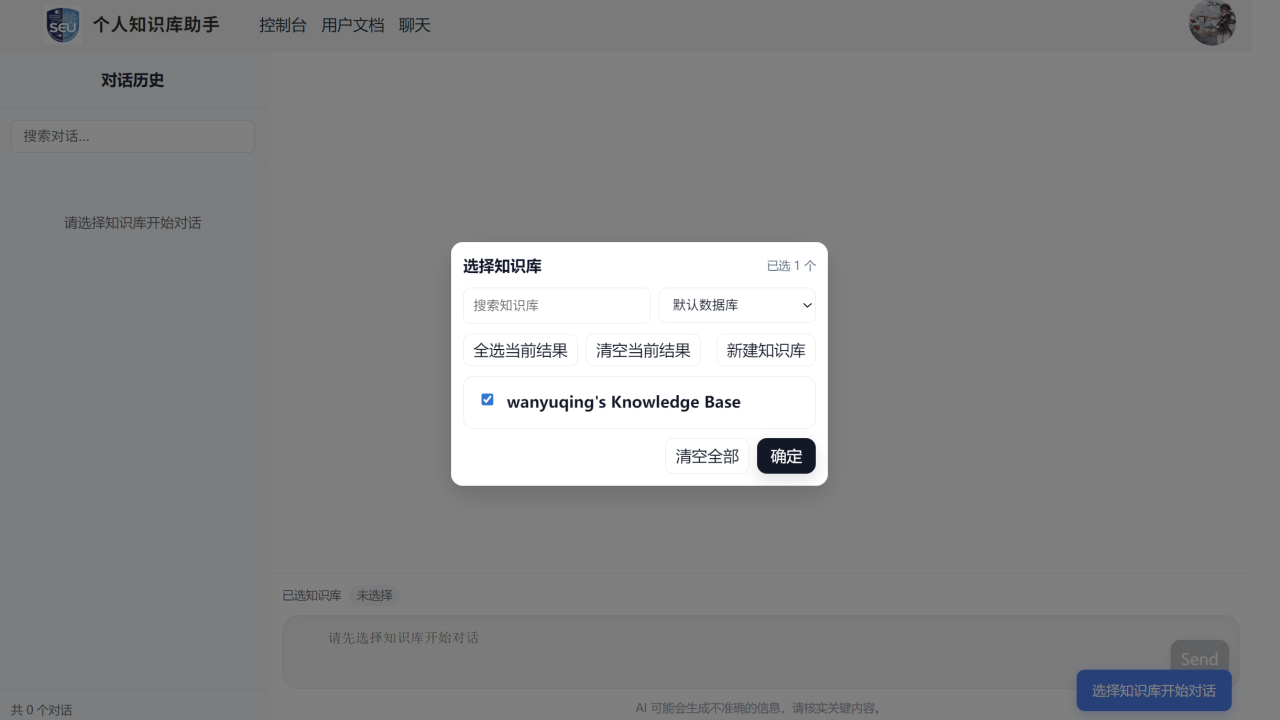 SEU 个人知识库助手 控制台 用户文档 聊天
对话历史
搜索对话...
请选择知识库开始对话
选择知识库 已选 1 个
搜索知识库 默认数据库
全选当前结果 清空当前结果 新建知识库
wanyuqing's Knowledge Base
清空全部 确定
已选知识库 未选择
请先选择知识库开始对话
Send
选择知识库开始对话
AI 可能会生成不准确的信息，请核实关键内容。
共 0 个对话